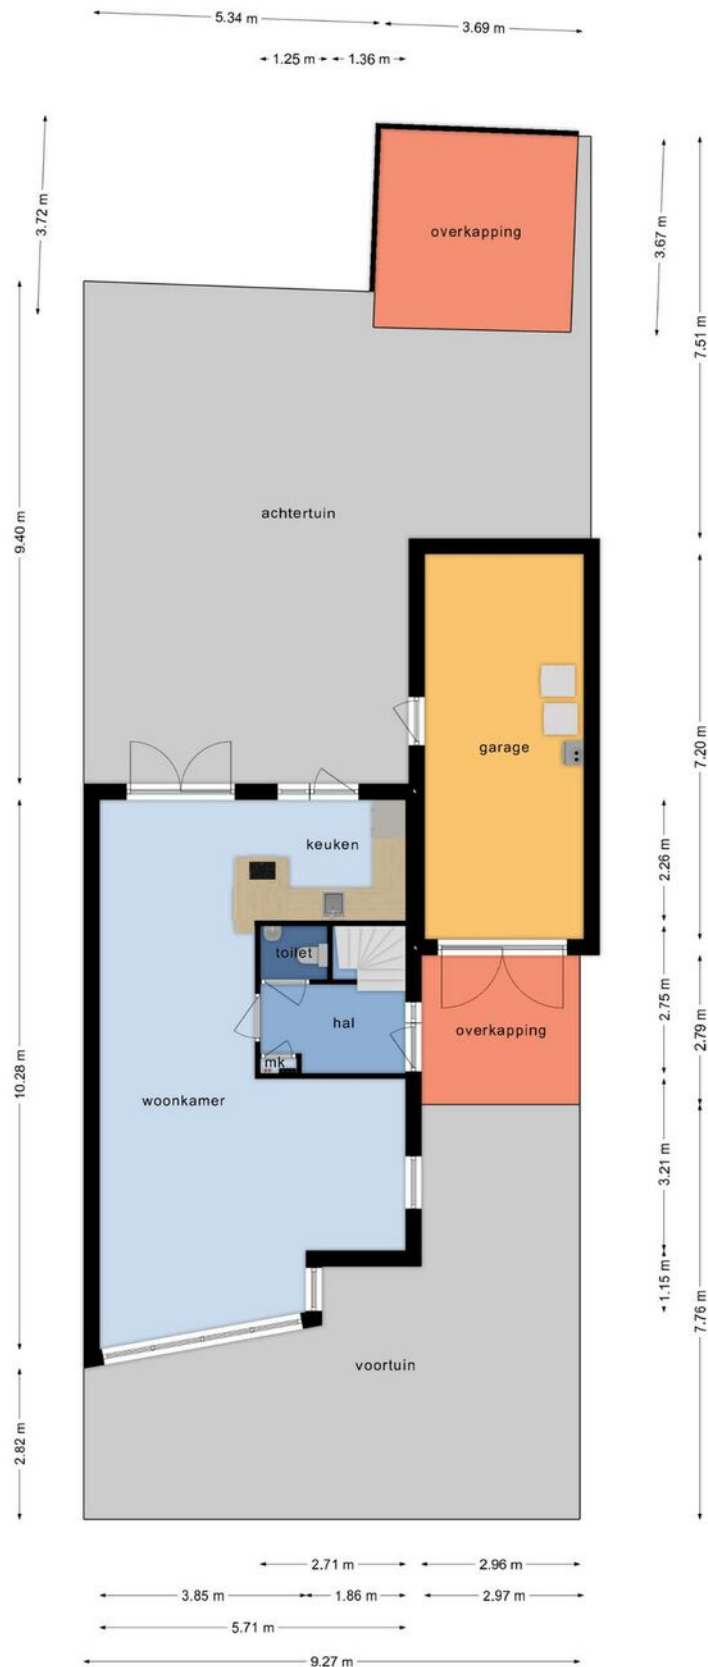 5.34 m
3.69 m
1.25 m
1.36 m
3.72 m
3.67 m
overkapping
7.51 m
9.40 m
achtertuin
garage
7.20 m
keuken
2.26 m
toilet
2.75 m
hal
overkapping
2.79 m
mk
10.28 m
woonkamer
3.21 m
1.15 m
7.76 m
voortuin
2.82 m
2.71 m
2.96 m
3.85 m
1.86 m
2.97 m
5.71 m
9.27 m